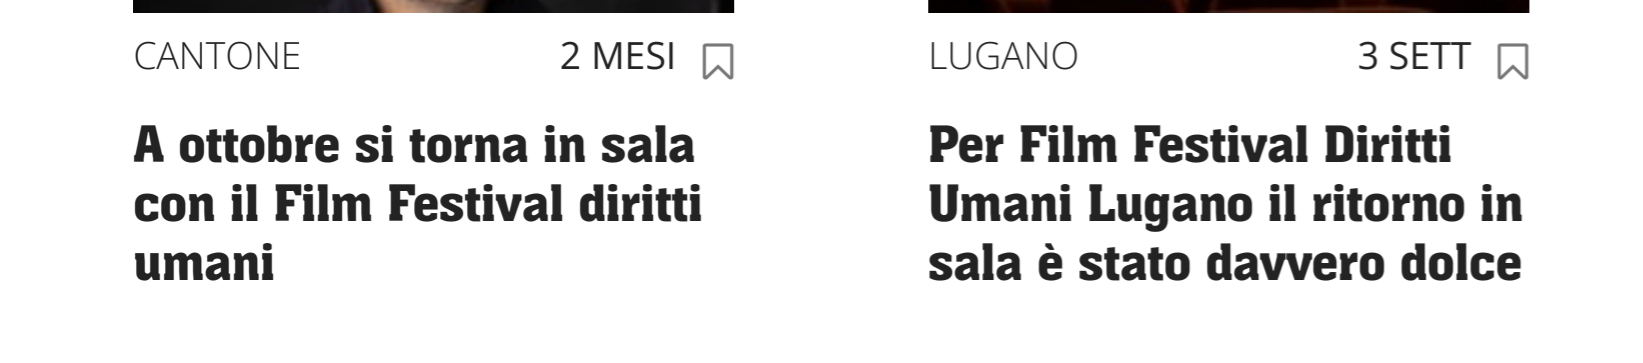 CANTONE 2 MESI
A ottobre si torna in sala
con il Film Festival diritti
umani
LUGANO 3 SETT
Per Film Festival Diritti
Umani Lugano il ritorno in
sala è stato davvero dolce